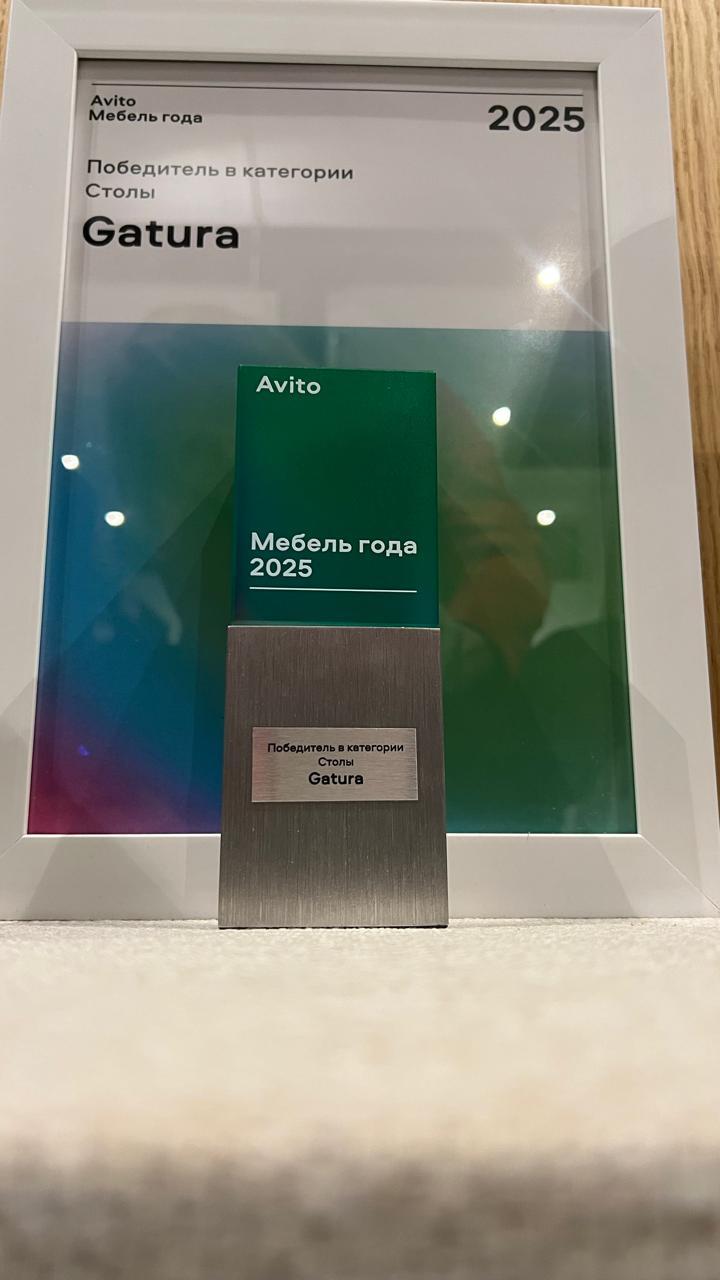 Avito
Мебель года
2025
Победитель в категории
Столы
Gatura
Avito
Мебель года
2025
Победитель в категории
Столы
Gatura